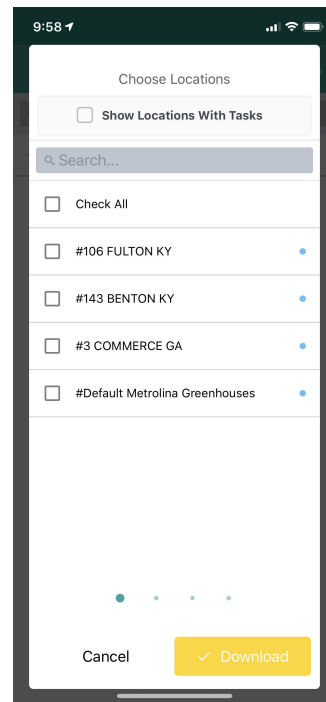 9:58
Choose Locations
Show Locations With Tasks
Search...
Check All
#106 FULTON KY
#143 BENTON KY
#3 COMMERCE GA
#Default Metrolina Greenhouses
Cancel
Download